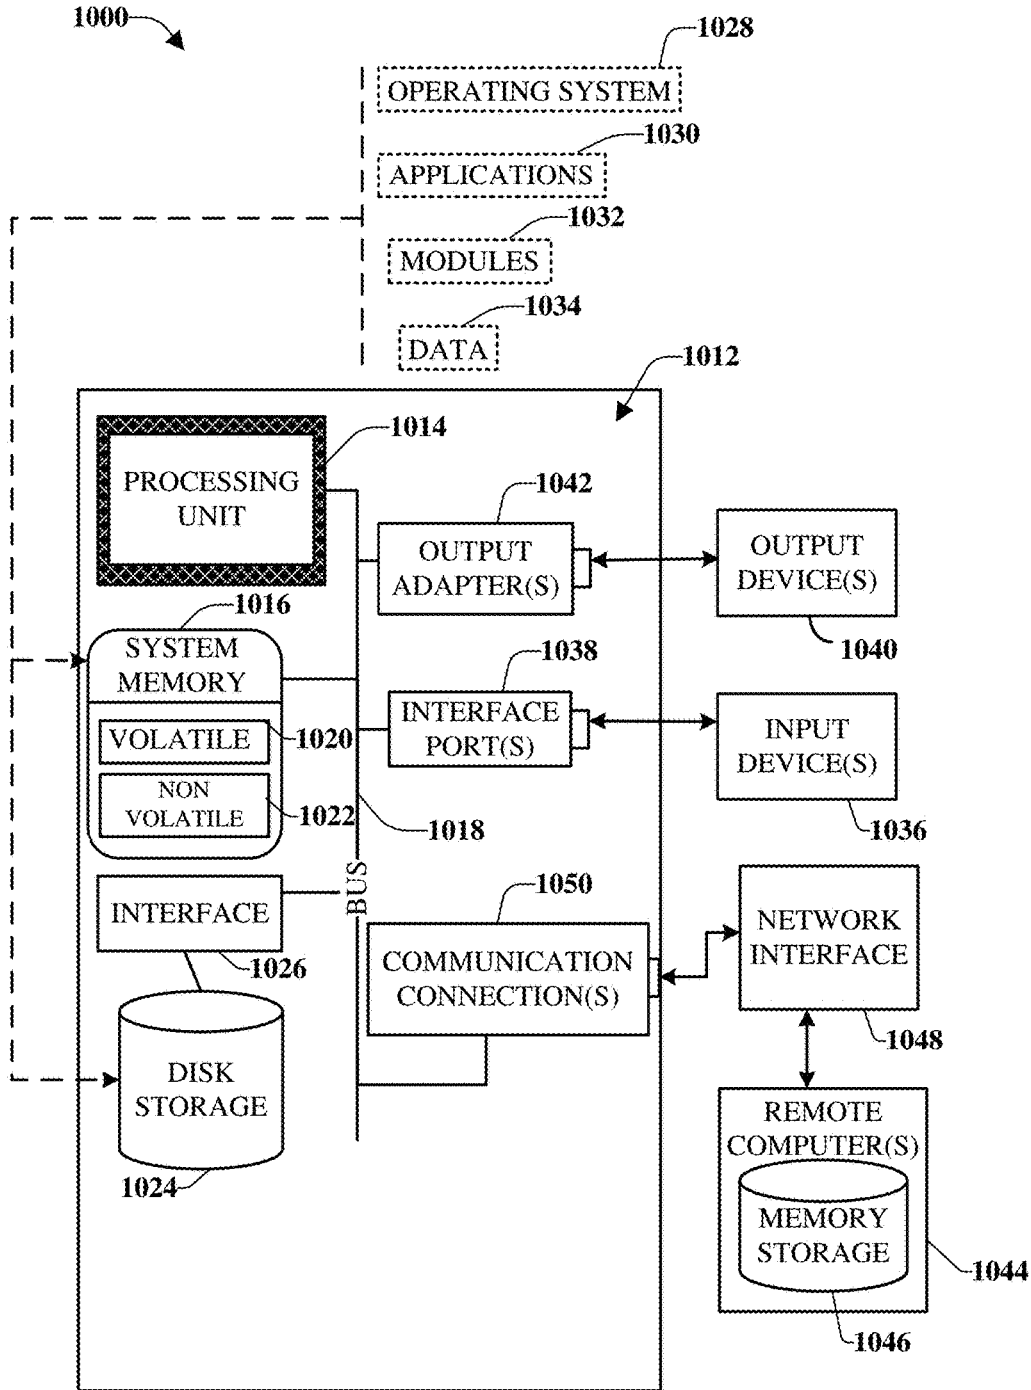 1000
1028
OPERATING SYSTEM
1030
APPLICATIONS
1032
MODULES
1034
DATA
1012
1014
PROCESSING
UNIT
1042
OUTPUT
ADAPTER(S)
OUTPUT
DEVICE(S)
1040
1016
SYSTEM
MEMORY
VOLATILE
1020
NON
VOLATILE
1022
1038
INTERFACE
PORT(S)
INPUT
DEVICE(S)
1036
1018
BUS
INTERFACE
1026
1050
COMMUNICATION
CONNECTION(S)
NETWORK
INTERFACE
1048
DISK
STORAGE
1024
REMOTE
COMPUTER(S)
MEMORY
STORAGE
1044
1046